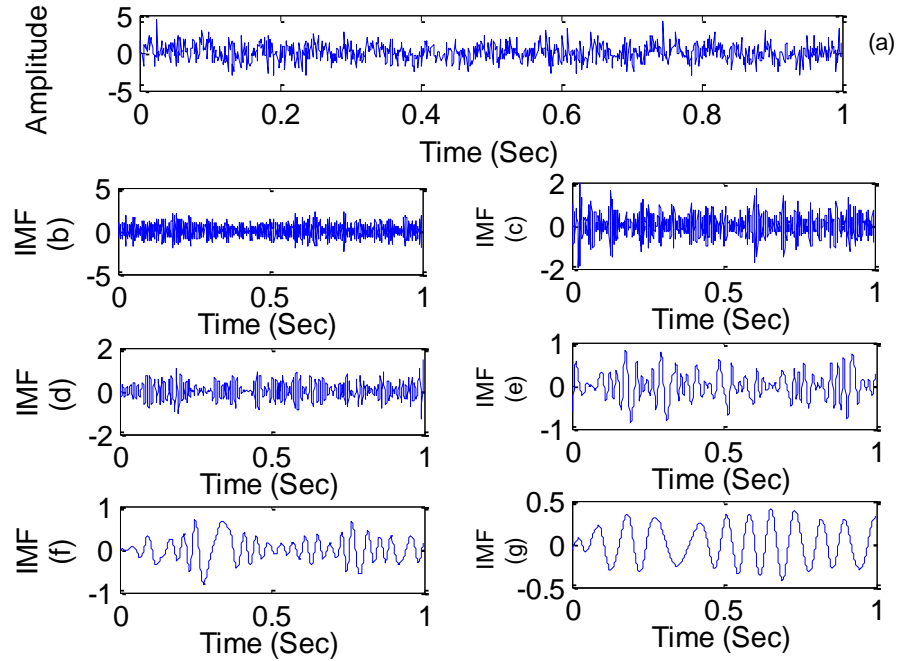 5
0
-5
Amplitude
(a)
0 0.2 0.4 0.6 0.8 1
Time (Sec)
5
0
-5
IMF
(b)
0 0.5 1
Time (Sec)
2
0
-2
IMF
(c)
0 0.5 1
Time (Sec)
2
0
-2
IMF
(d)
0 0.5 1
Time (Sec)
1
0
-1
IMF
(e)
0 0.5 1
Time (Sec)
1
0
-1
IMF
(f)
0 0.5 1
Time (Sec)
0.5
0
-0.5
IMF
(g)
0 0.5 1
Time (Sec)